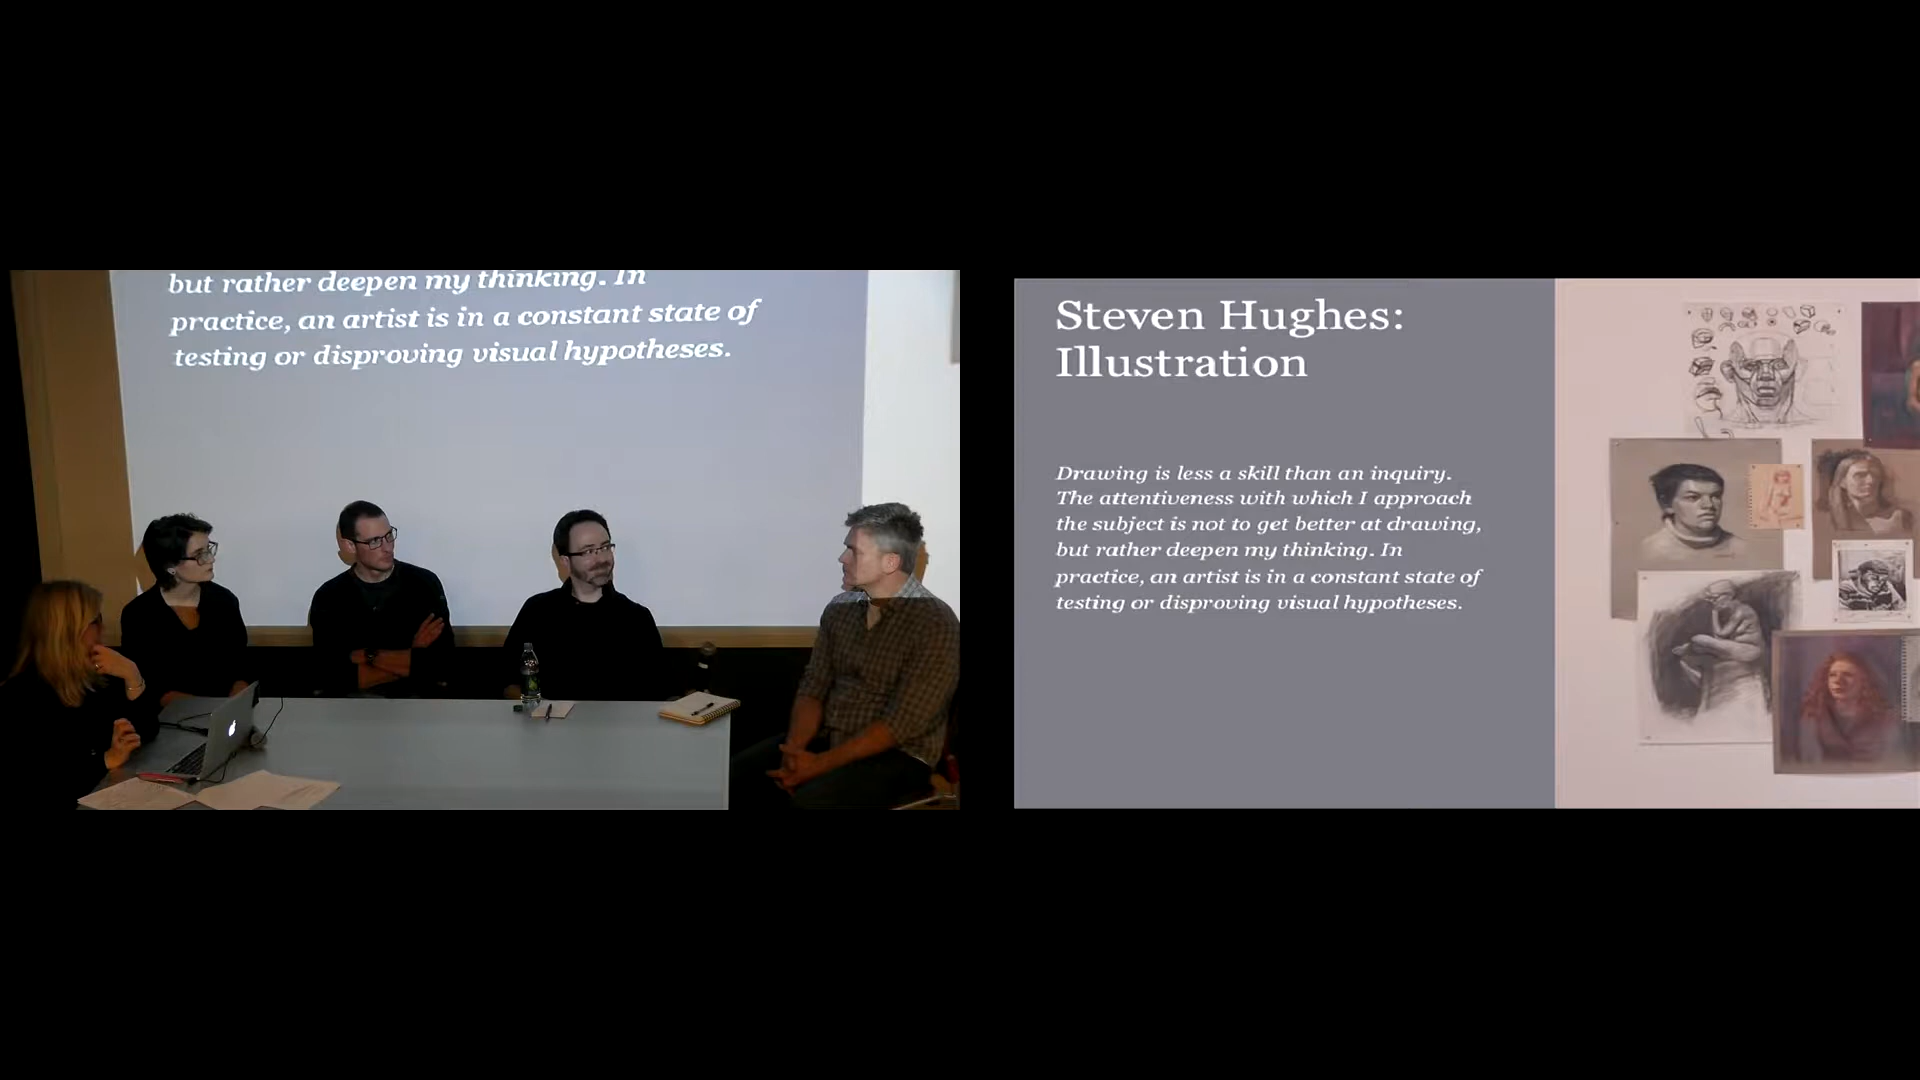 but rather deepen my thinking. In
practice, an artist is in a constant state of
testing or disproving visual hypotheses.
Steven Hughes:
Illustration
Drawing is less a skill than an inquiry.
The attentiveness with which I approach
the subject is not to get better at drawing,
but rather deepen my thinking. In
practice, an artist is in a constant state of
testing or disproving visual hypotheses.